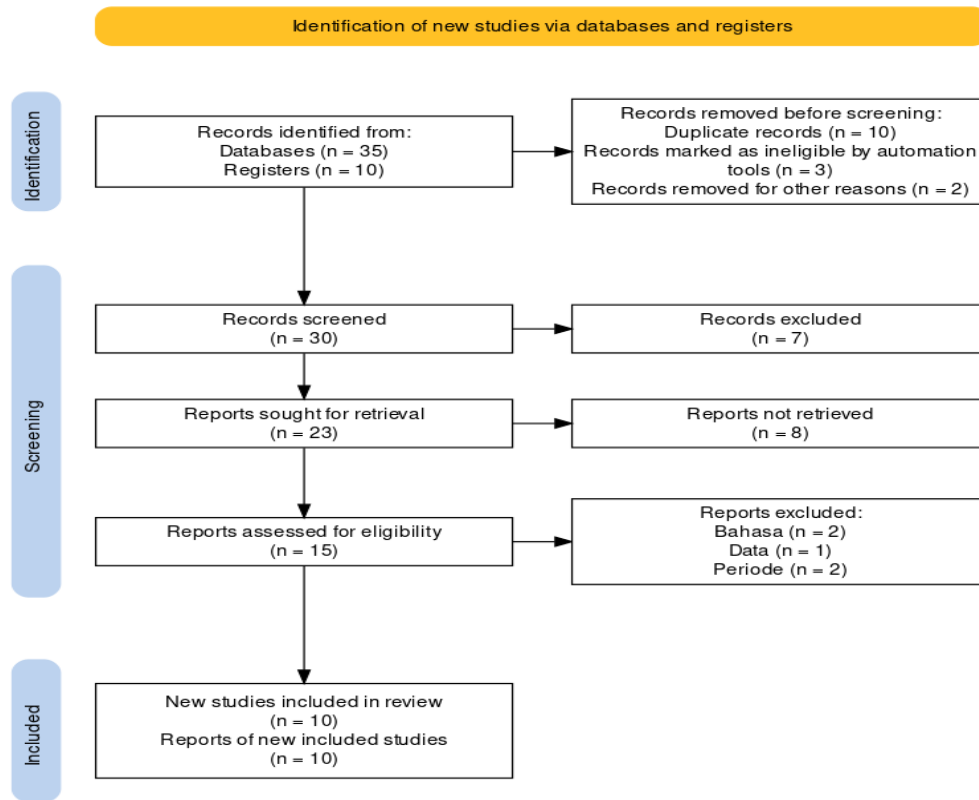 Identification of new studies via databases and registers
Identification
Records identified from:
Databases (n = 35)
Registers (n = 10)
Records removed before screening:
Duplicate records (n = 10)
Records marked as ineligible by automation
tools (n = 3)
Records removed for other reasons (n = 2)
Screening
Records screened
(n = 30)
Records excluded
(n = 7)
Reports sought for retrieval
(n = 23)
Reports not retrieved
(n = 8)
Reports assessed for eligibility
(n = 15)
Reports excluded:
Bahasa (n = 2)
Data (n = 1)
Periode (n = 2)
Included
New studies included in review
(n = 10)
Reports of new included studies
(n = 10)